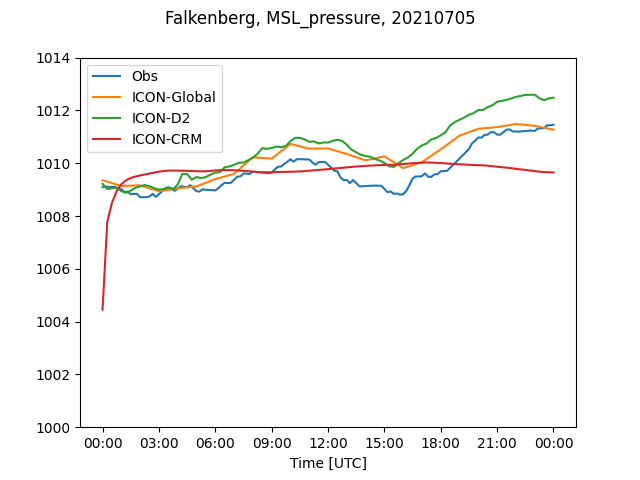 Falkenberg, MSL_pressure, 20210705
1014
1012
1010
1008
1006
1004
1002
1000
Obs
ICON-Global
ICON-D2
ICON-CRM
00:00 03:00 06:00 09:00 12:00 15:00 18:00 21:00 00:00
Time [UTC]